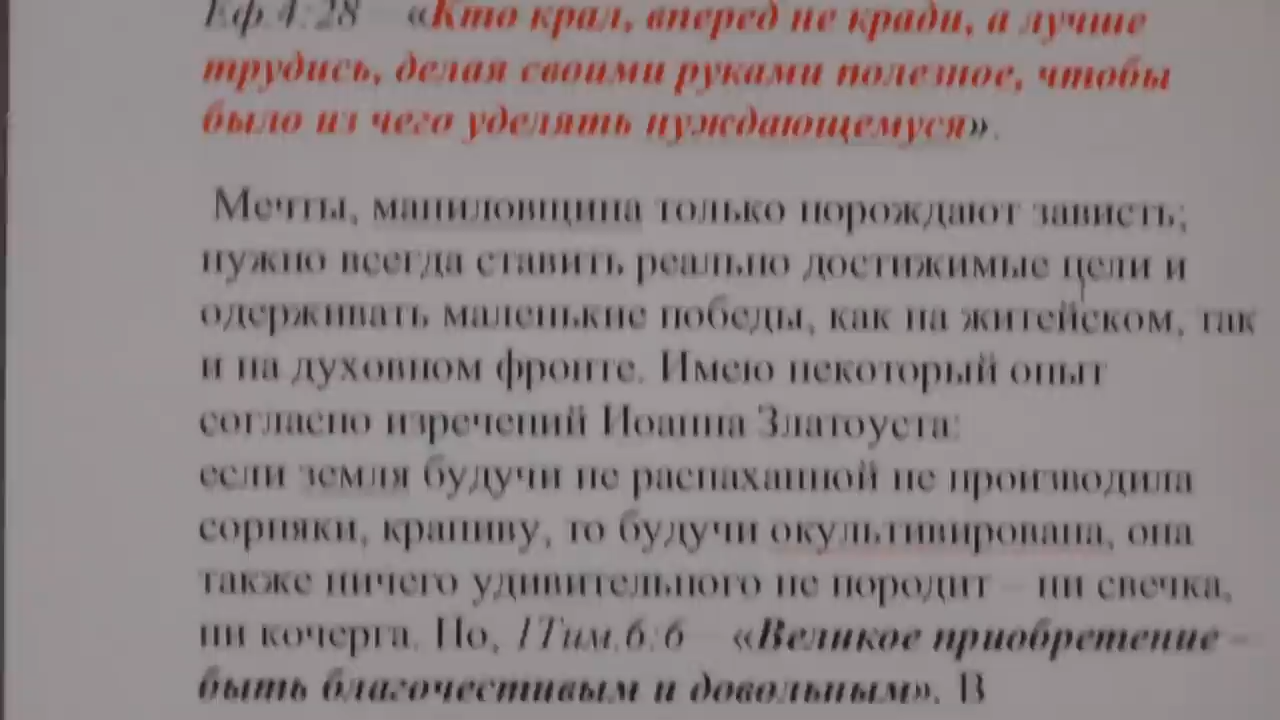 Еф.4:28 – «Кто крал, вперед не кради, а лучше
трудись, делая своими руками полезное, чтобы
было из чего уделять нуждающемуся».
Мечты, маниловщина только порождают зависть;
нужно всегда ставить реально достижимые цели и
одерживать маленькие победы, как на житейском, так
и на духовном фронте. Имею некоторый опыт
согласно изречений Иоанна Златоуста:
если земля будучи не распаханной не производила
сорняки, крапиву, то будучи окультивирована, она
также ничего удивительного не породит – ни свечка,
ни кочерга. Но, 1Тим.6:6 – «Великое приобретение –
быть благочестивым и довольным». В